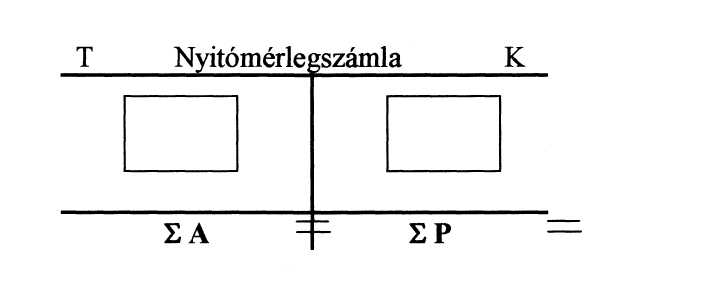 T Nyitómérlegszámla K
Σ A = Σ P =